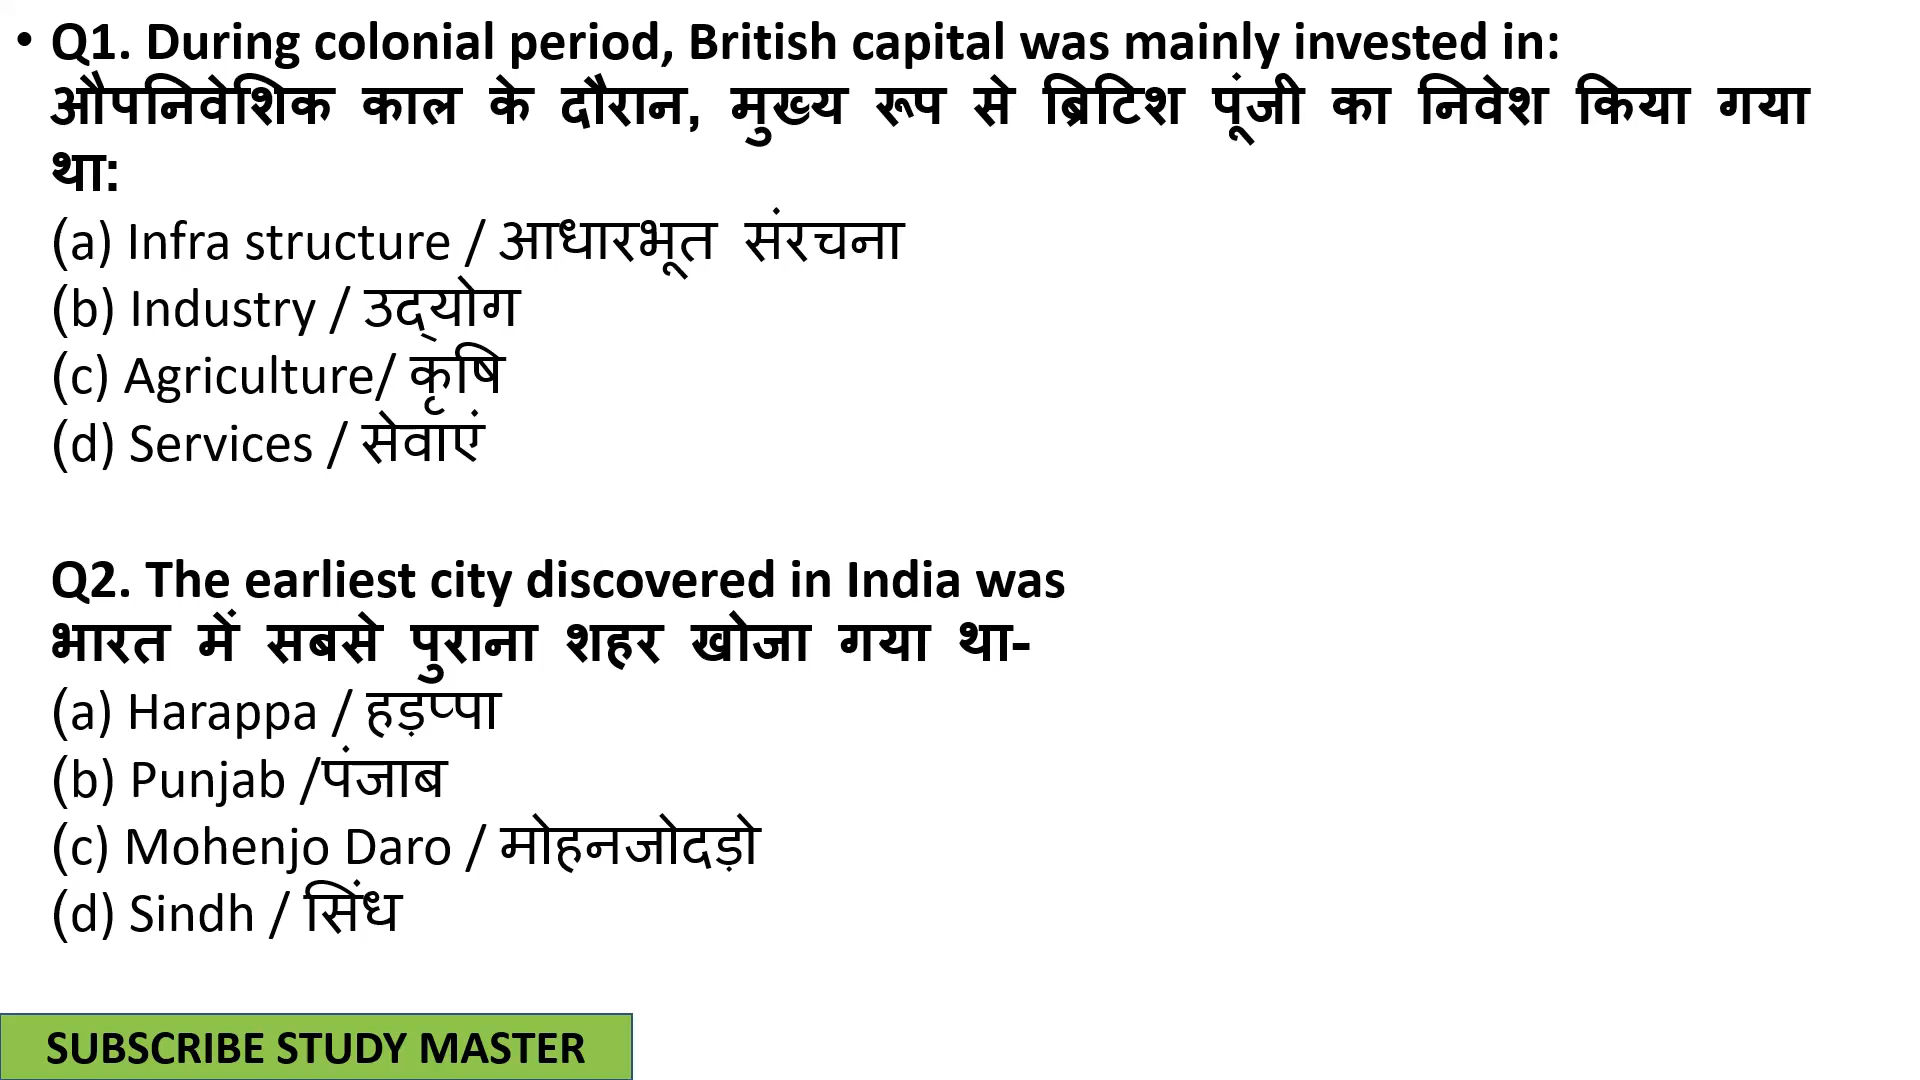 • Q1. During colonial period, British capital was mainly invested in:
औपनिवेशिक काल के दौरान, मुख्य रूप से ब्रिटिश पूंजी का निवेश किया गया
था:
(a) Infra structure / आधारभूत संरचना
(b) Industry / उद्योग
(c) Agriculture/ कृषि
(d) Services / सेवाएं
Q2. The earliest city discovered in India was
भारत में सबसे पुराना शहर खोजा गया था-
(a) Harappa / हड़प्पा
(b) Punjab /पंजाब
(c) Mohenjo Daro / मोहनजोदड़ो
(d) Sindh / सिंध
SUBSCRIBE STUDY MASTER